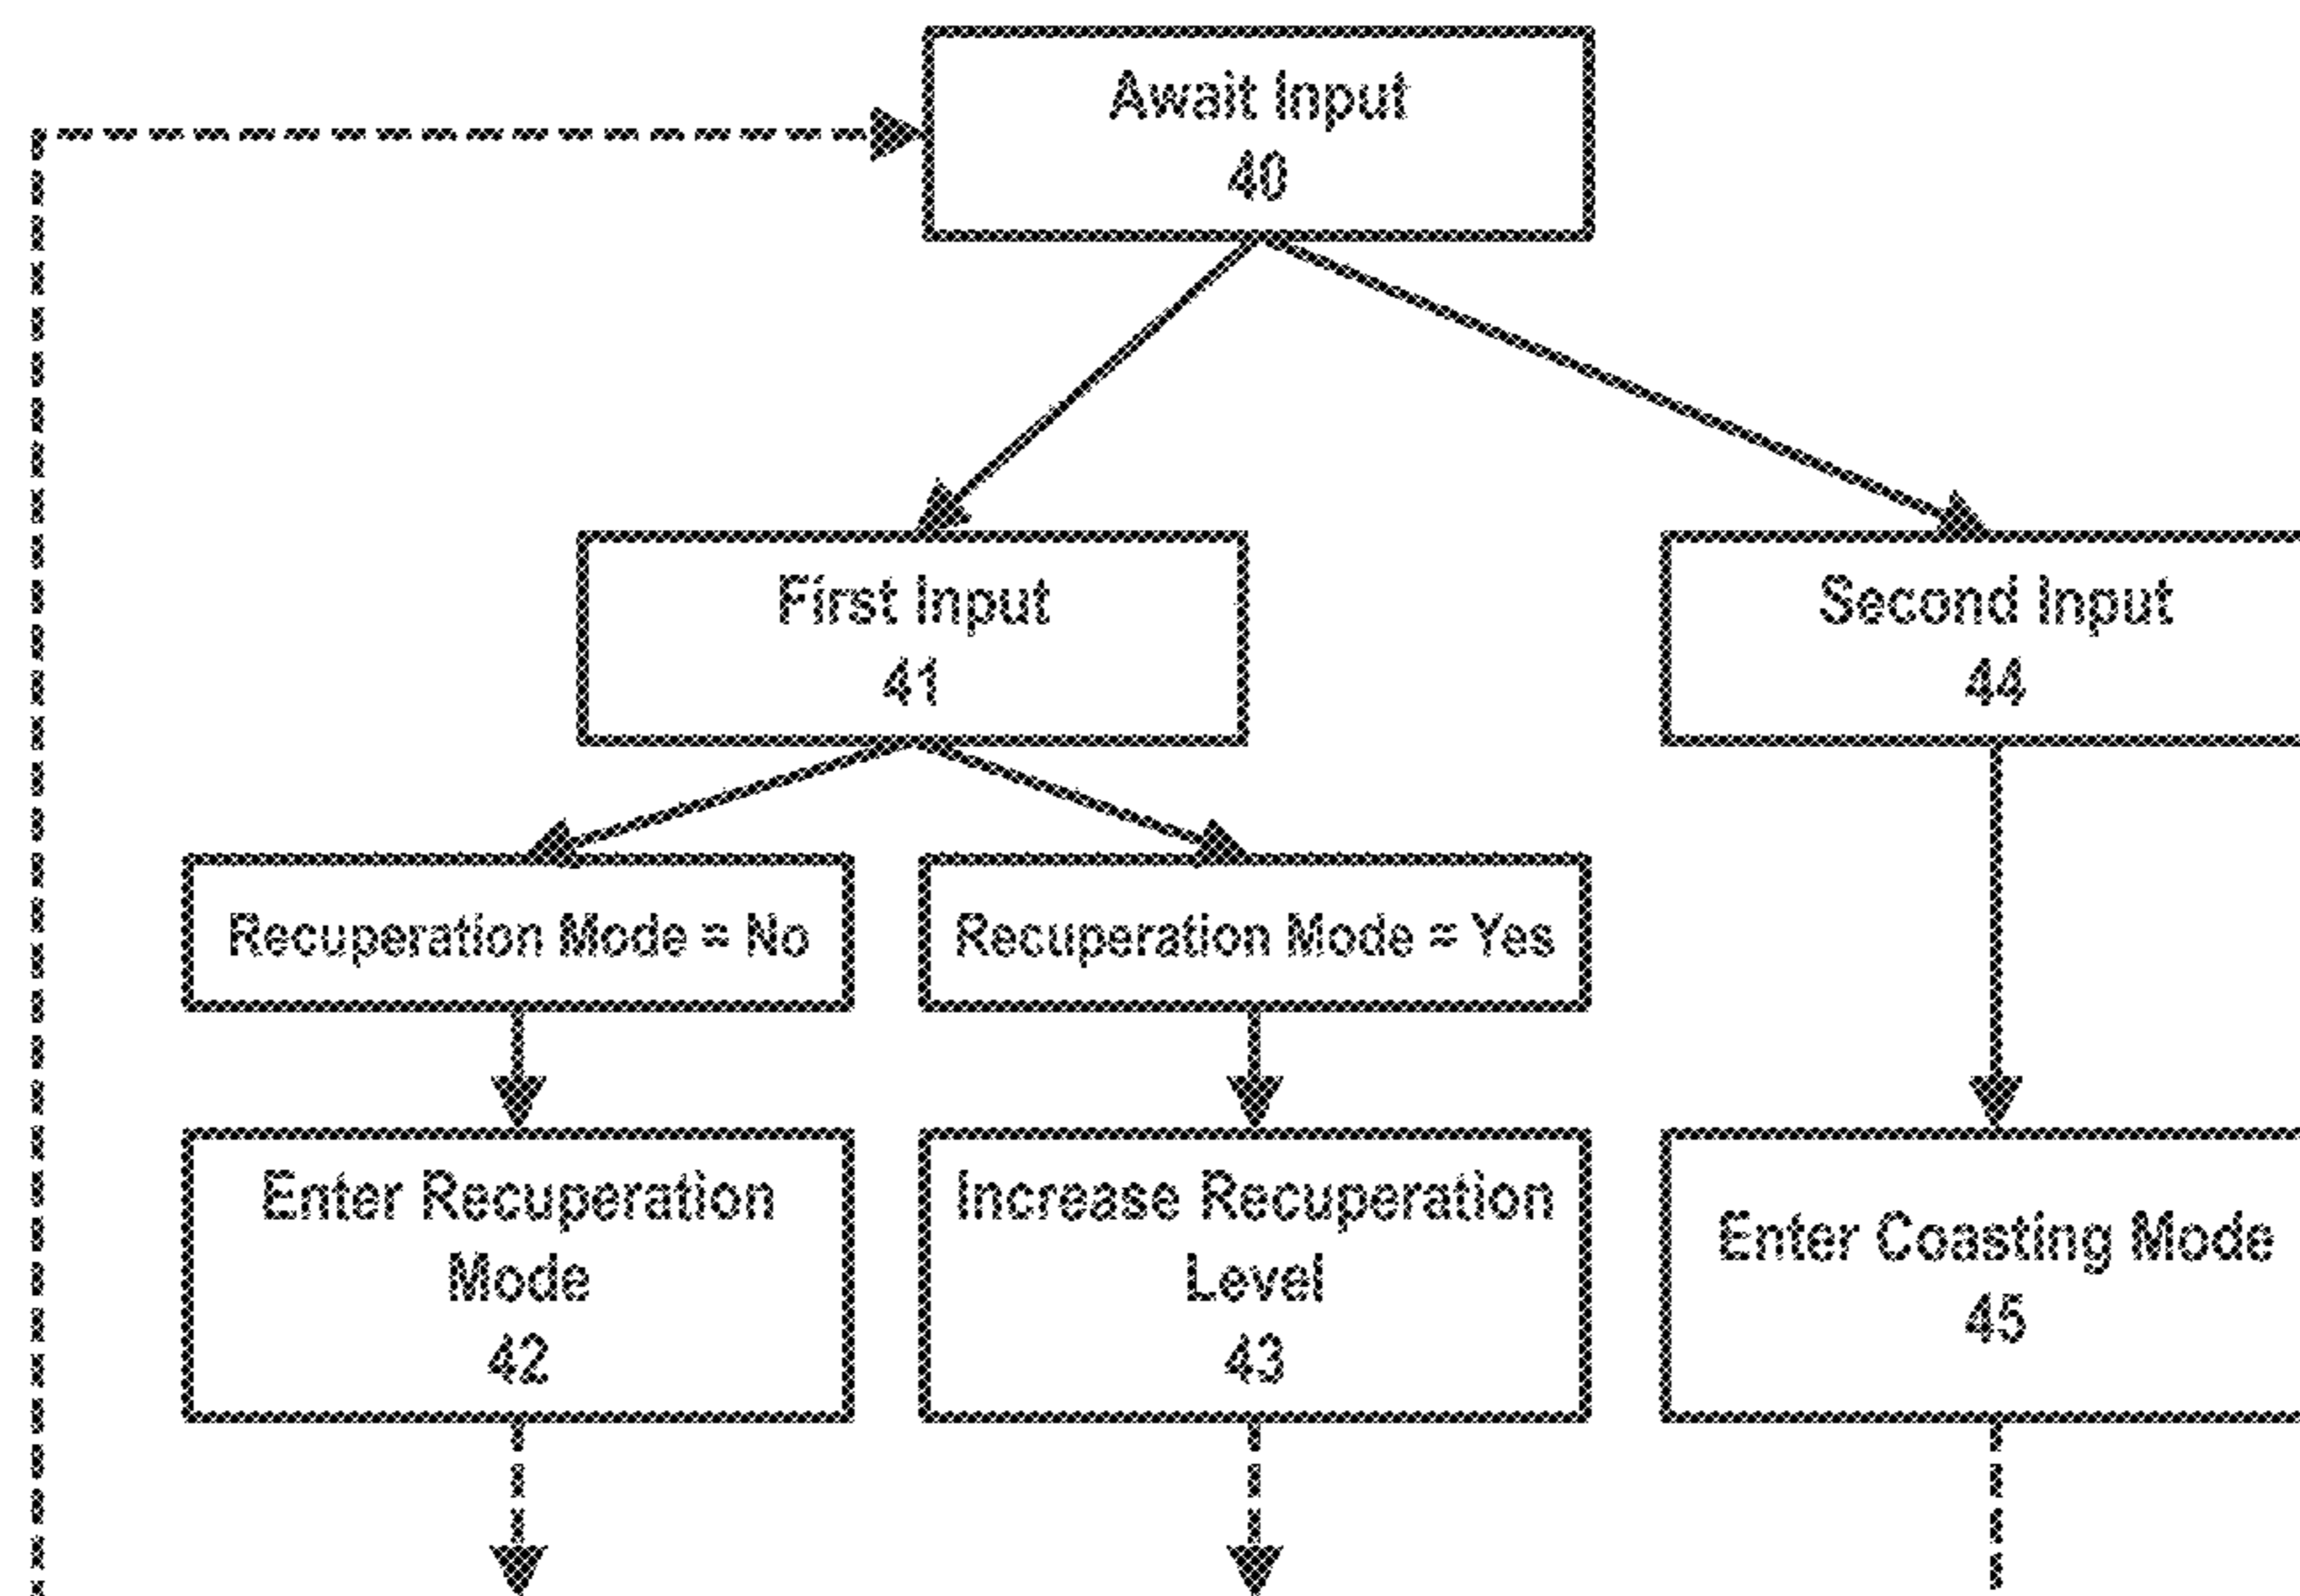 Await Input
40
First Input
41
Second Input
44
Recuperation Mode = No
Recuperation Mode = Yes
Enter Recuperation
Mode
42
Increase Recuperation
Level
43
Enter Coasting Mode
45